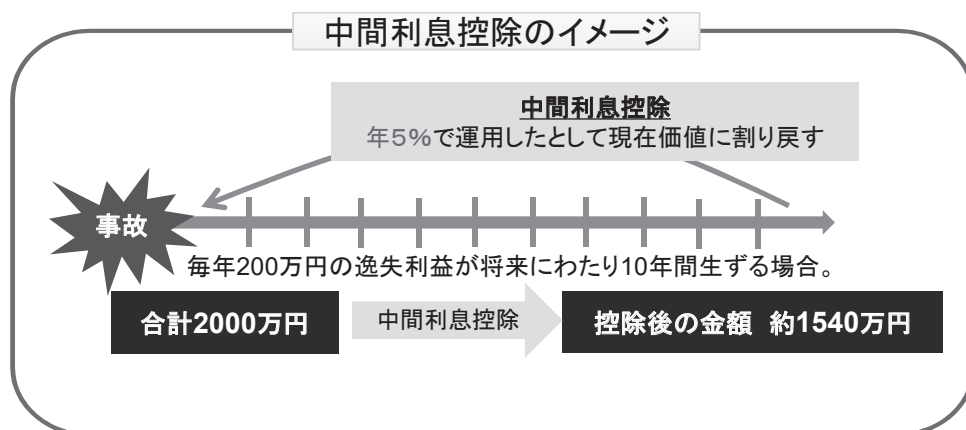 中間利息控除のイメージ
中間利息控除
年５％で運用したとして現在価値に割り戻す
事故
毎年200万円の逸失利益が将来にわたり10年間生ずる場合。
合計2000万円
中間利息控除
控除後の金額 約1540万円